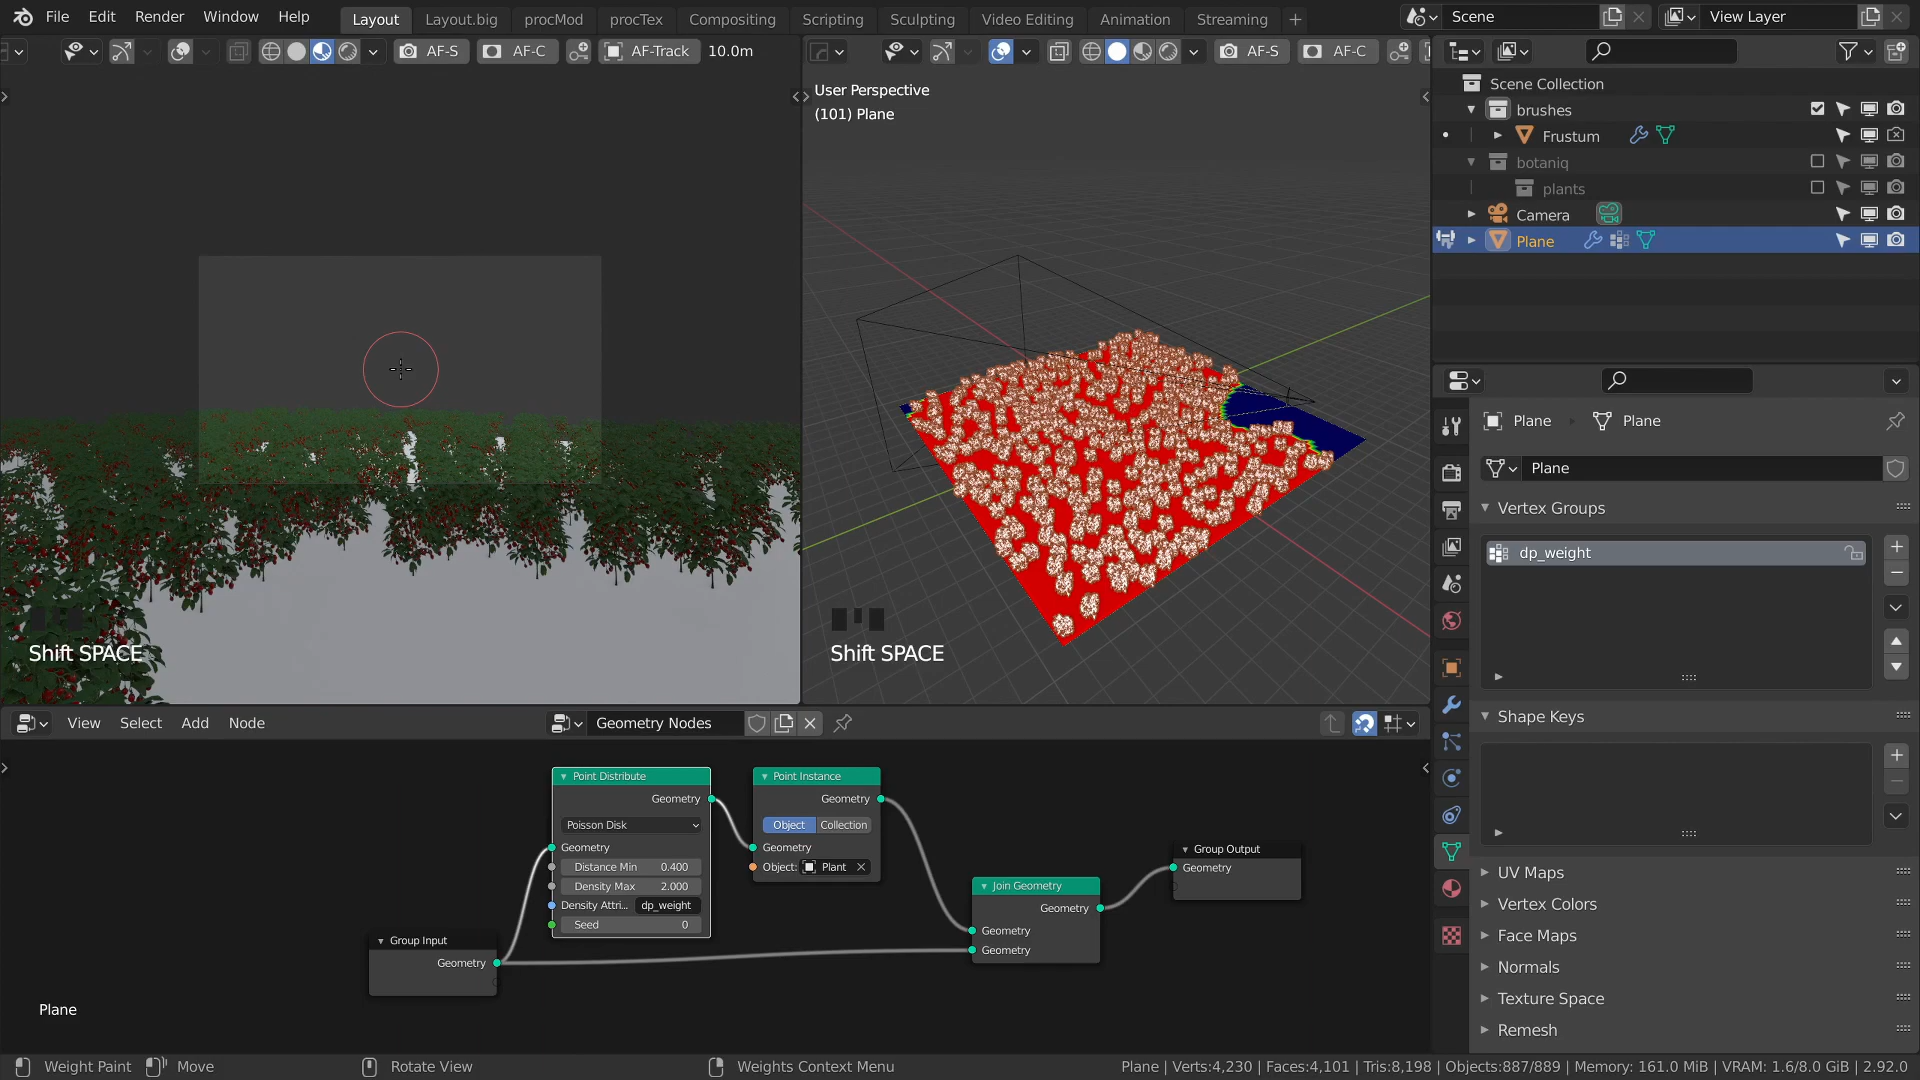 File Edit Render Window Help Layout Layout.big procMod procTex Compositing Scripting Sculpting Video Editing Animation Streaming + Scene View Layer
AF-S AF-C AF-Track 10.0m
AF-S AF-C
User Perspective
(101) Plane
Shift SPACE
Shift SPACE
Scene Collection
brushes
Frustum
botaniq
plants
Camera
Plane
Plane Plane
Plane
Vertex Groups
dp_weight
Shape Keys
UV Maps
Vertex Colors
Face Maps
Normals
Texture Space
Remesh
View Select Add Node Geometry Nodes
Point Distribute
Geometry
Poisson Disk
Geometry
Distance Min 0.400
Density Max 2.000
Density Attri... dp_weight
Seed 0
Point Instance
Geometry
Object Collection
Geometry
Object: Plant
Group Input
Geometry
Join Geometry
Geometry
Geometry
Geometry
Group Output
Geometry
Plane
Weight Paint Move Rotate View Weights Context Menu Plane | Verts:4,230 | Faces:4,101 | Tris:8,198 | Objects:887/889 | Memory: 161.0 MiB | VRAM: 1.6/8.0 GiB | 2.92.0